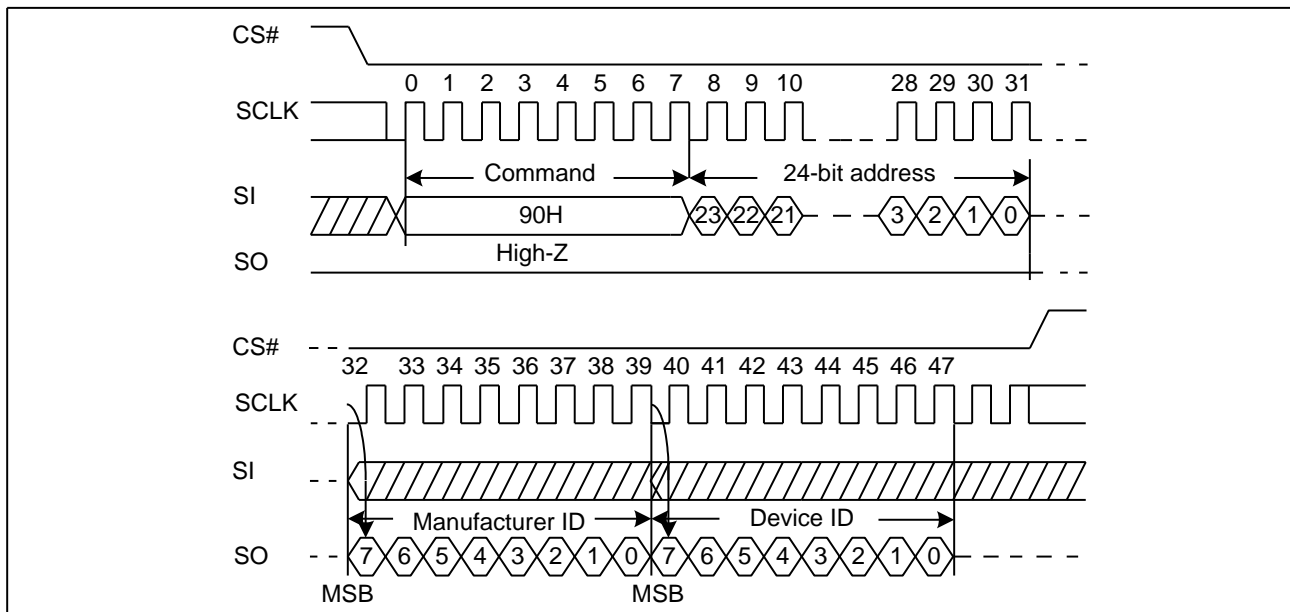 CS#
0 1 2 3 4 5 6 7 8 9 10 28 29 30 31
SCLK
Command 24-bit address
SI
90H 23 22 21 3 2 1 0
High-Z
SO
CS#
32 33 34 35 36 37 38 39 40 41 42 43 44 45 46 47
SCLK
SI
Manufacturer ID Device ID
SO 7 6 5 4 3 2 1 0 7 6 5 4 3 2 1 0
MSB MSB